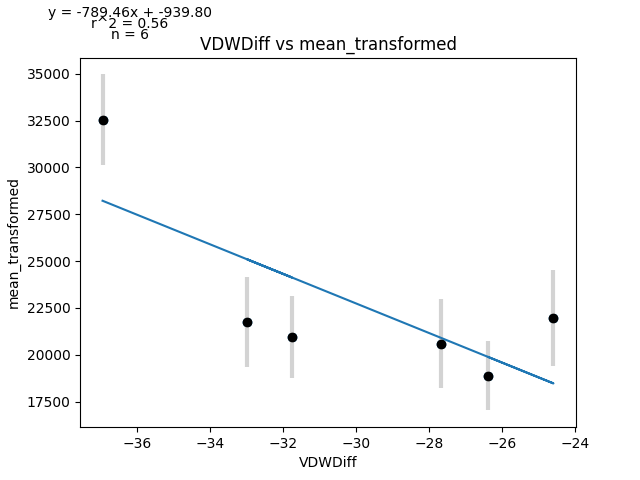 y = -789.46x + -939.80
r^2 = 0.56
n = 6
VDWDiff vs mean_transformed
mean_transformed
35000
32500
30000
27500
25000
22500
20000
17500
−36
−34
−32
−30
−28
−26
−24
VDWDiff